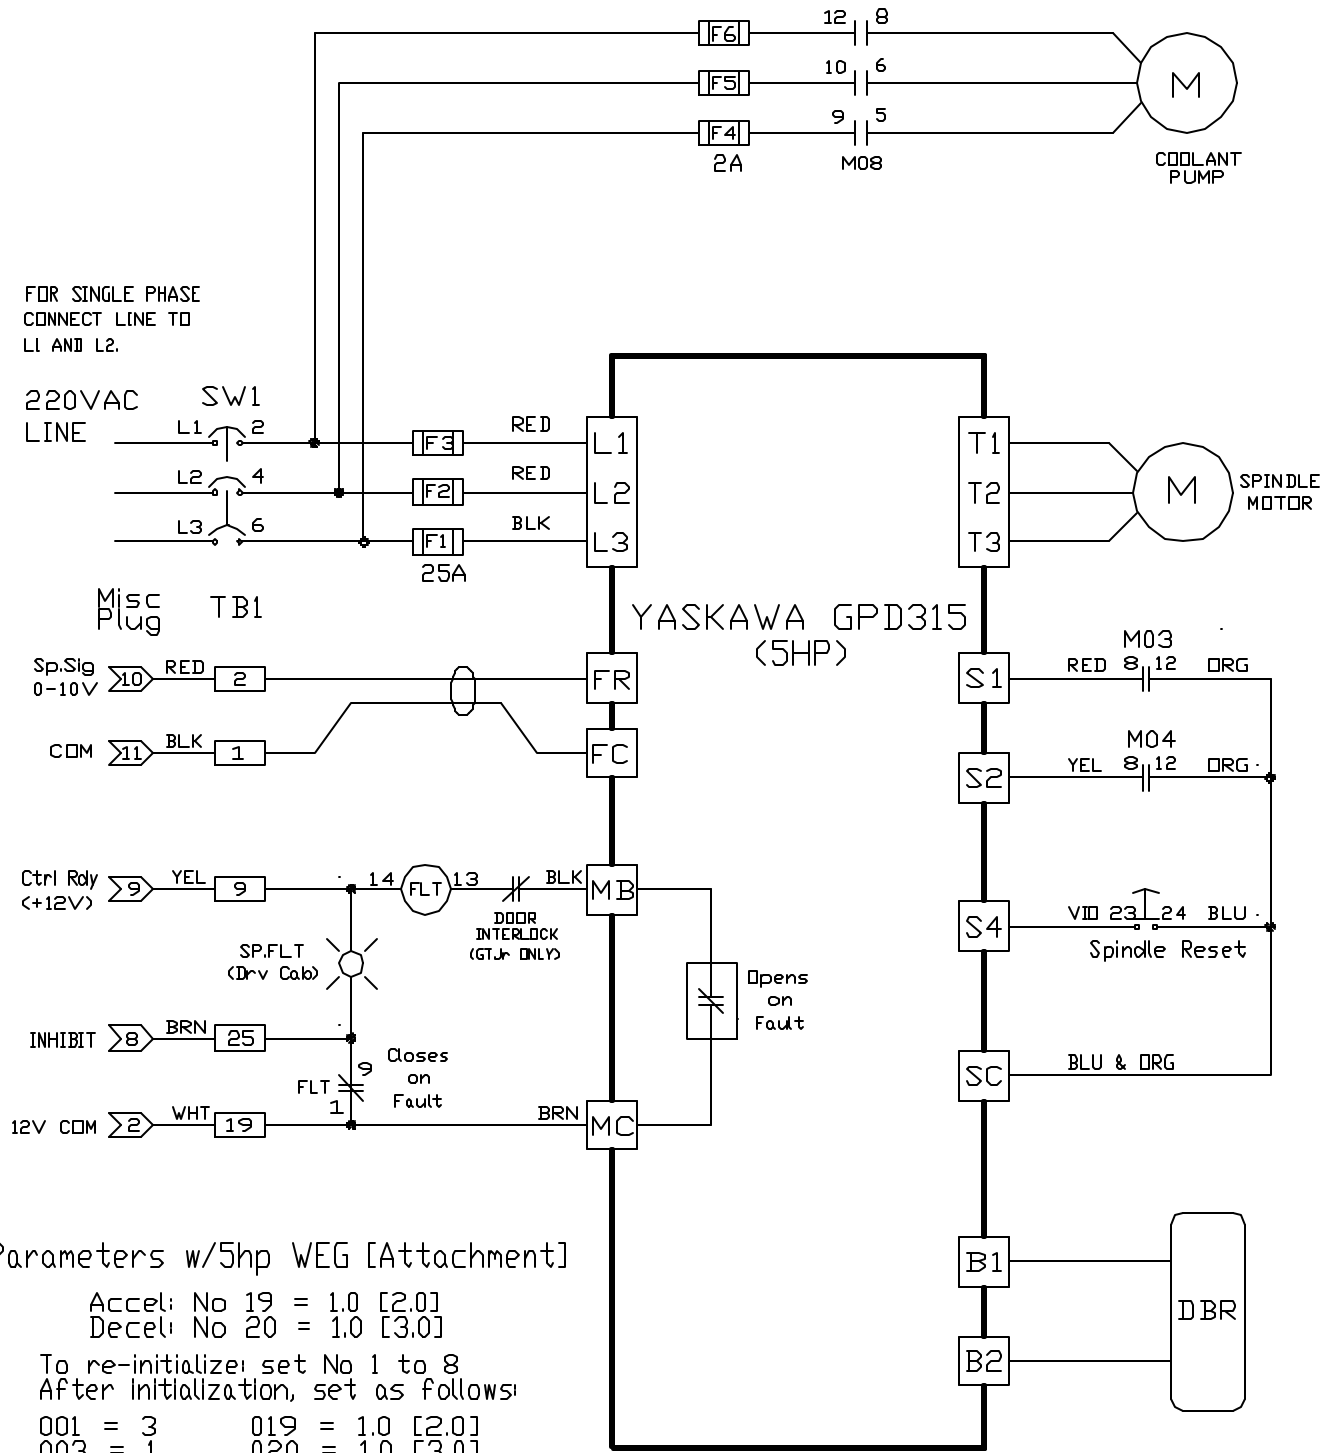 12 8
F6
10 6
F5
M
9 5
F4
2A
M08
COOLANT
PUMP
FOR SINGLE PHASE
CONNECT LINE TO
L1 AND L2.
220VAC
LINE
SW1
L1 2
F3
RED
L1
T1
L2 4
F2
RED
L2
T2
M
SPINDLE
MOTOR
L3 6
F1
BLK
L3
T3
25A
Misc
Plug
TB1
YASKAWA GPD315
(5HP)
Sp.Sig
0-10V
10
RED
2
FR
S1
M03
RED 8 12 ORG
COM
11
BLK
1
FC
S2
M04
YEL 8 12 ORG
Ctrl Rdy
(+12V)
9
YEL
9
14
FLT
13
BLK
MB
DOOR
INTERLOCK
(GTJr ONLY)
SP.FLT
(Drv Cab)
S4
VIO 23 24 BLU
Spindle Reset
Opens
on
Fault
INHIBIT
8
BRN
25
FLT
9
1
Closes
on
Fault
SC
BLU & ORG
12V COM
2
WHT
19
BRN
MC
B1
DBR
B2
Parameters w/5hp WEG [Attachment]
Accel: No 19 = 1.0 [2.0]
Decel: No 20 = 1.0 [3.0]
To re-initialize: set No 1 to 8
After initialization, set as follows:
001 = 3 019 = 1.0 [2.0]
003 = 1 020 = 1.0 [3.0]